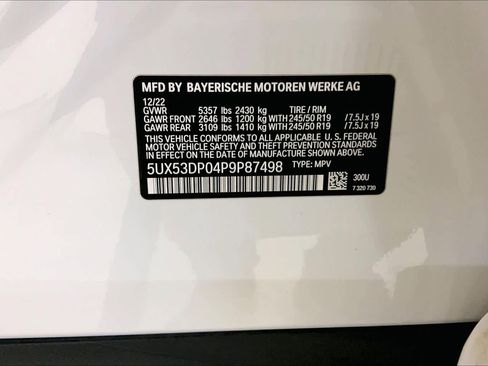 MFD BY BAYERISCHE MOTOREN WERKE AG
12/22
GVWR 5357 lbs 2430 kg TIRE / RIM
GAWR FRONT 2646 lbs 1200 kg WITH 245/50 R19 /7.5J x 19
GAWR REAR 3109 lbs 1410 kg WITH 245/50 R19 /7.5J x 19
THIS VEHICLE CONFORMS TO ALL APPLICABLE U. S. FEDERAL
MOTOR VEHICLE SAFETY AND THEFT PREVENTION STANDARDS
IN EFFECT ON THE DATE OF MANUFACTURE SHOWN ABOVE.
5UX53DP04P9P87498 TYPE: MPV
300U
7 320 730